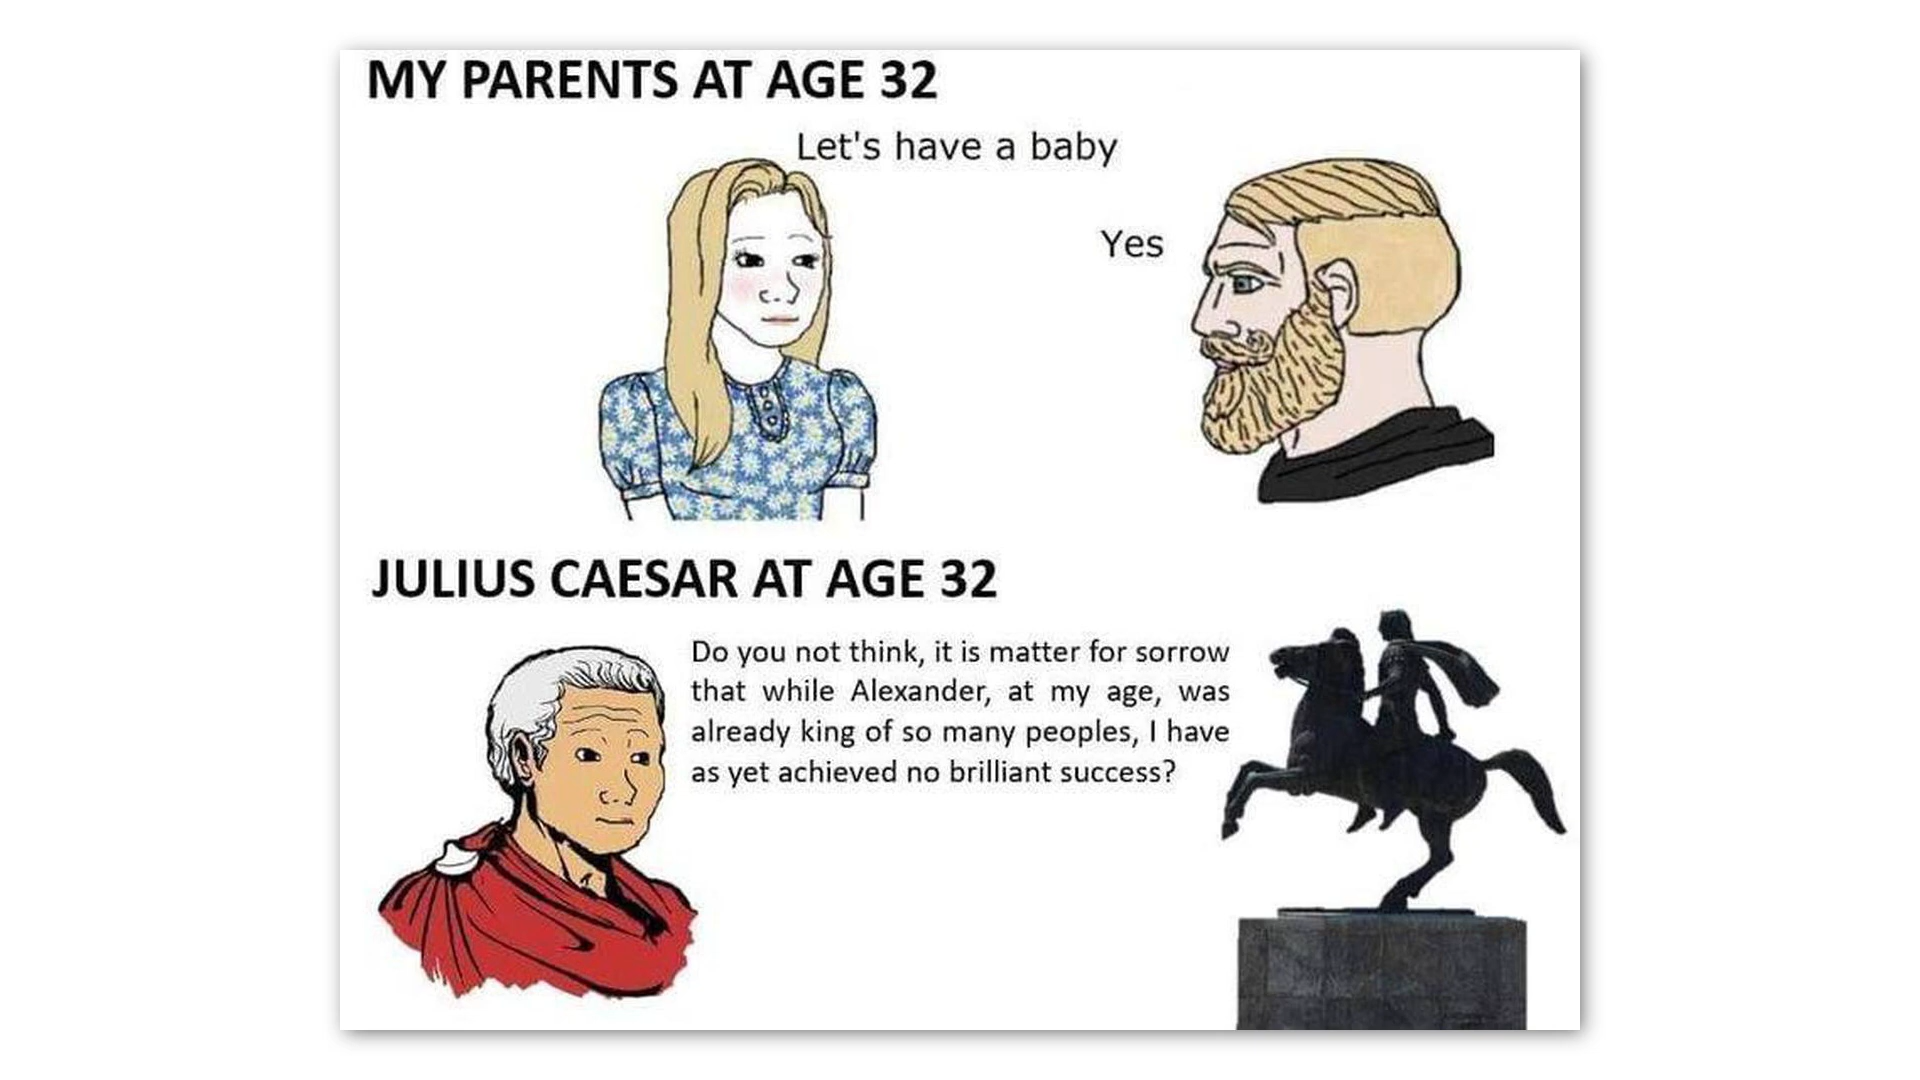 MY PARENTS AT AGE 32
Let's have a baby
Yes
JULIUS CAESAR AT AGE 32
Do you not think, it is matter for sorrow
that while Alexander, at my age, was
already king of so many peoples, I have
as yet achieved no brilliant success?